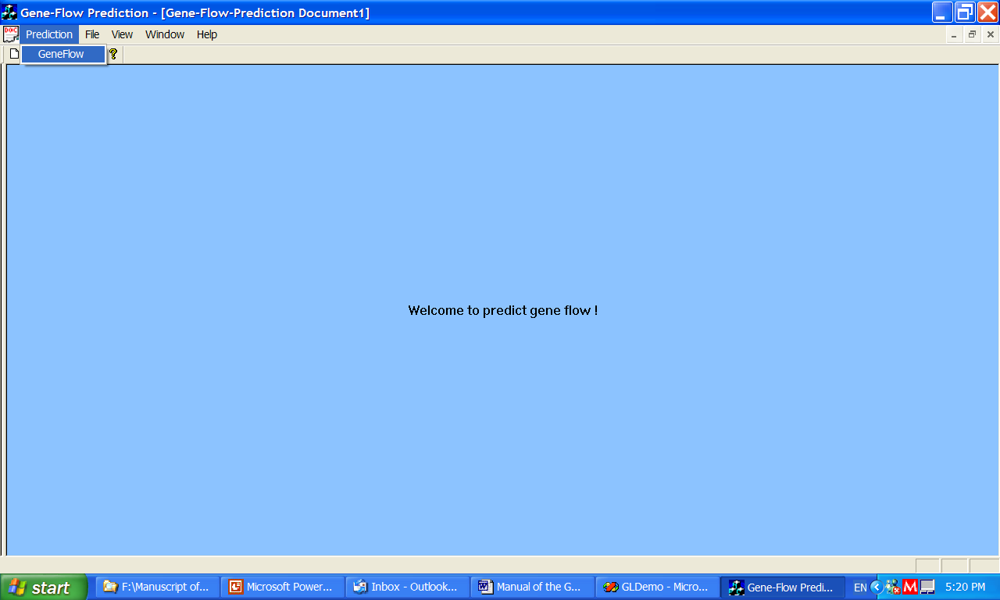 Gene-Flow Prediction - [Gene-Flow-Prediction Document1]
DOC Prediction File View Window Help
GeneFlow ?
Welcome to predict gene flow !
start F:\Manuscript of... Microsoft Power... Inbox - Outlook... Manual of the G... GLDemo - Micro... Gene-Flow Predi... EN M 5:20 PM